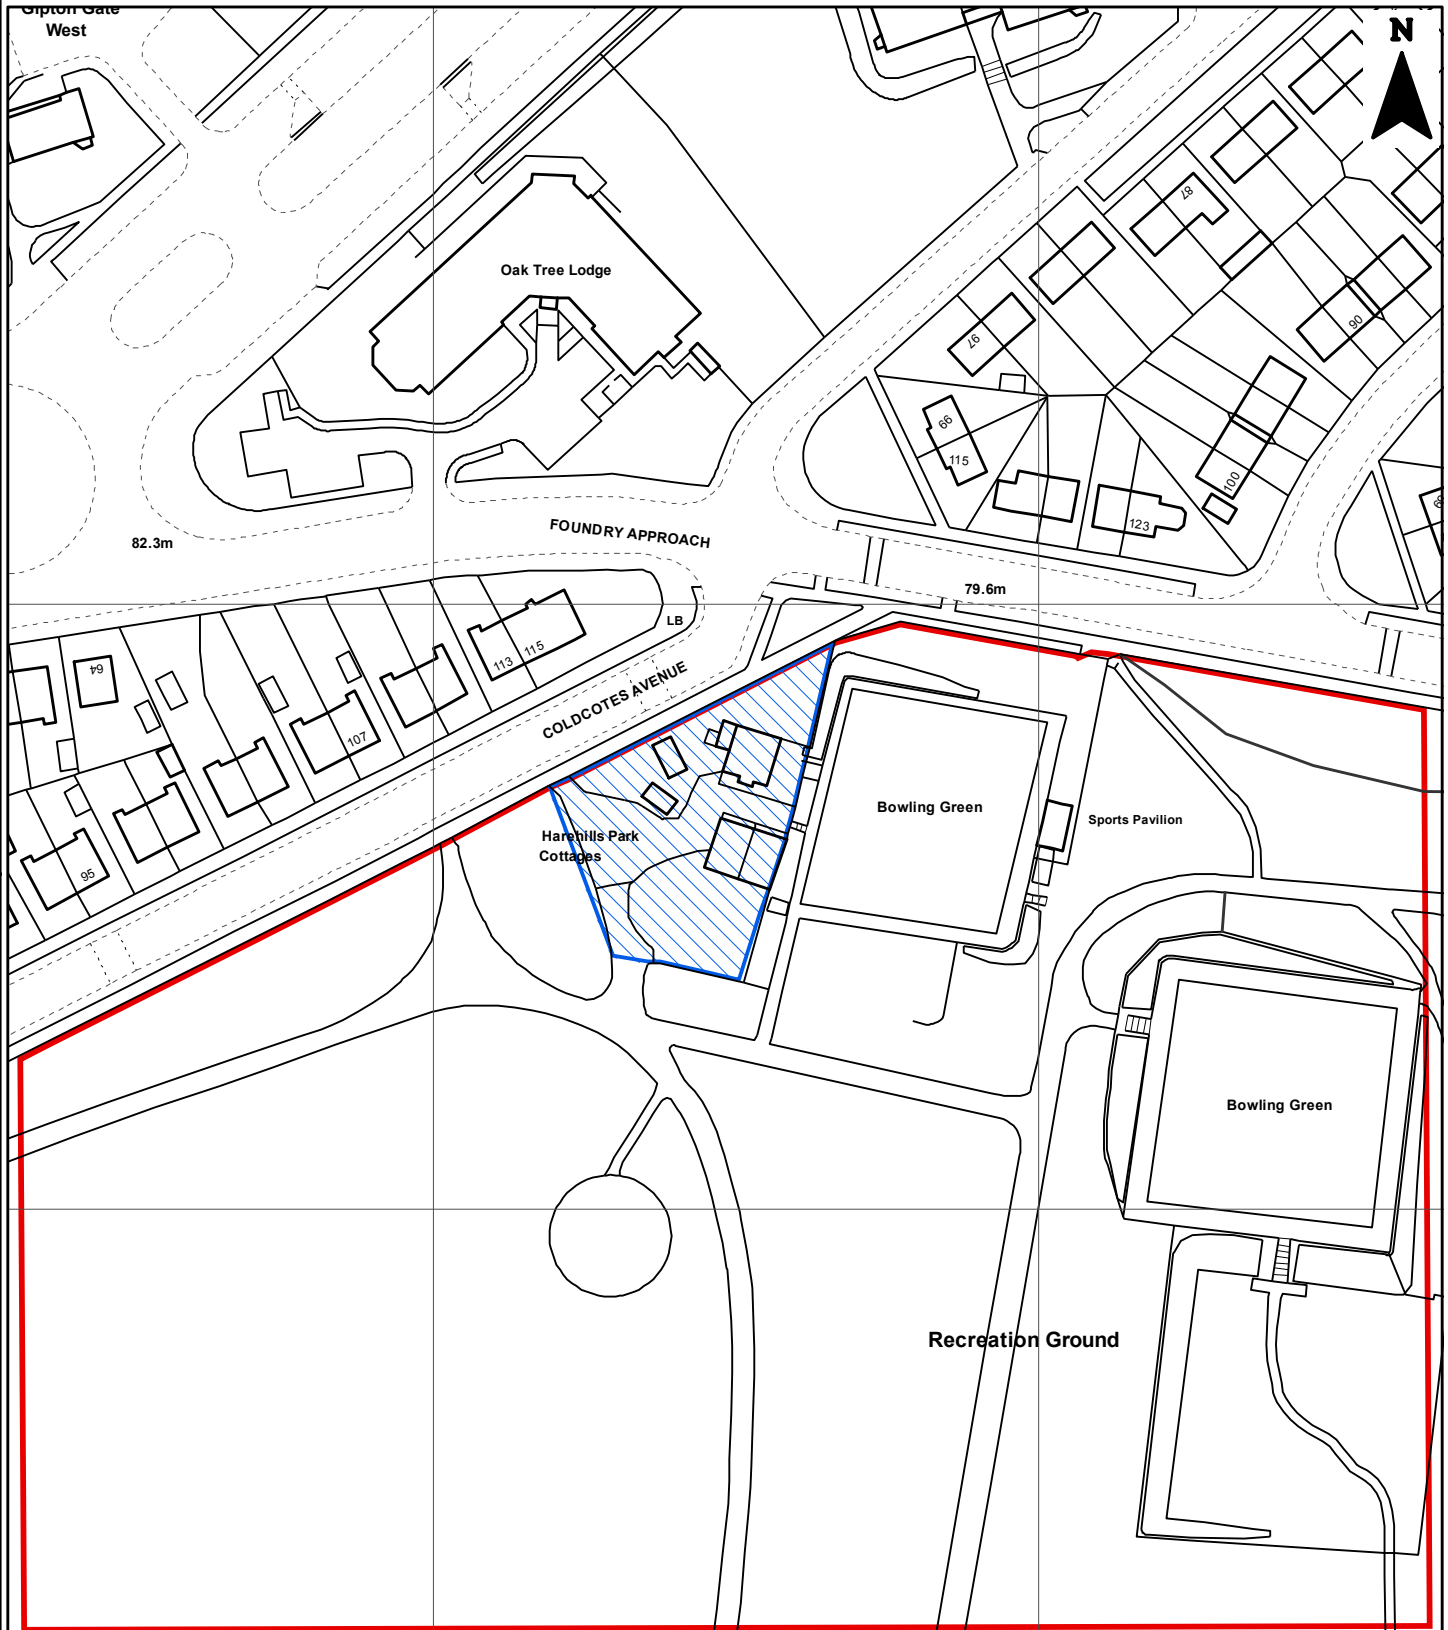 Gipton Gate
West
N
87
Oak Tree Lodge
90
97
99
115
100
123
FOUNDRY APPROACH
82.3m
79.6m
LB
115
113
64
COLDCOTES AVENUE
107
Bowling Green
Sports Pavilion
Harehills Park
Cottages
95
Bowling Green
Recreation Ground